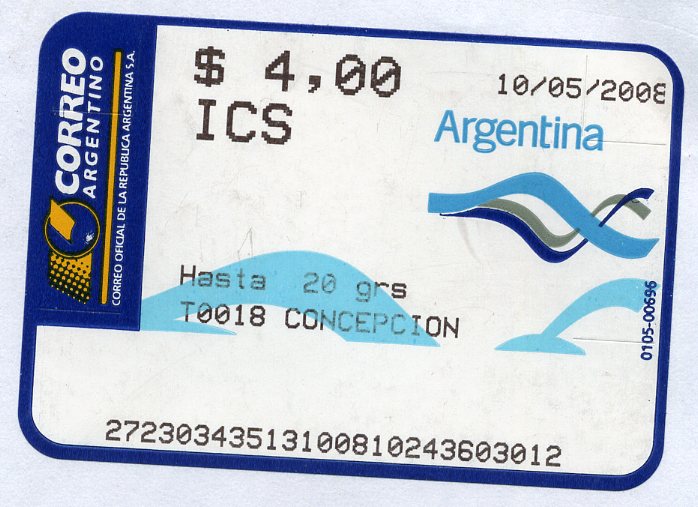 CORREO
ARGENTINO
CORREO OFICIAL DE LA REPUBLICA ARGENTINA S.A.
$ 4,00
10/05/2008
ICS
Argentina
Hasta 20 grs
T0018 CONCEPCION
0105-00696
27230343513100810243603012